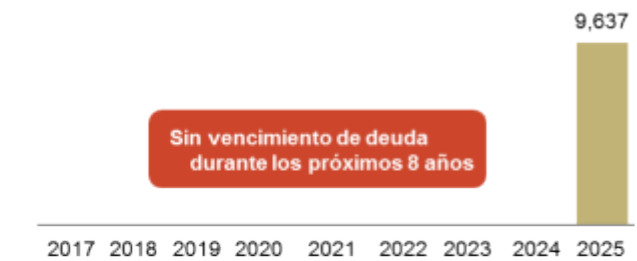 9,637
Sin vencimiento de deuda
durante los próximos 8 años
2017 2018 2019 2020 2021 2022 2023 2024 2025